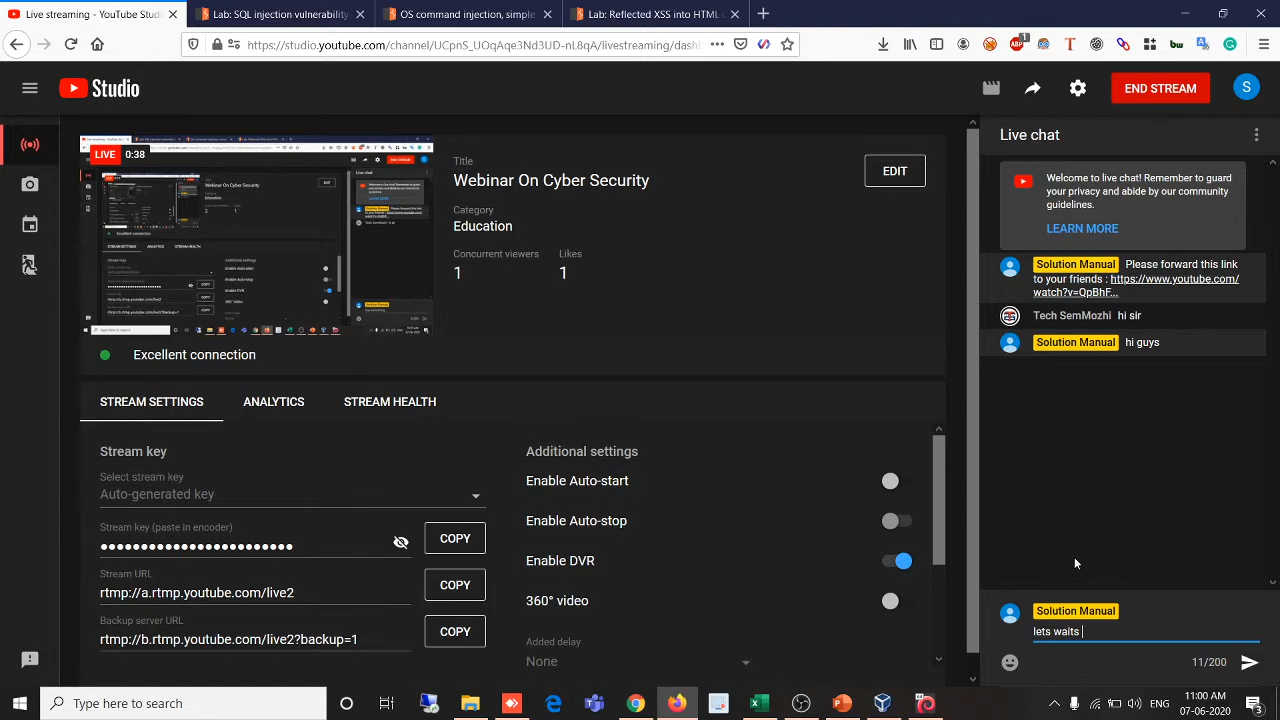 Live streaming - YouTube Studio
Lab: SQL injection vulnerability
OS command injection, simple c
Lab: Reflected XSS into HTML c
https://studio.youtube.com/channel/UCPpS_UOqAqe3Nd3UD-nL8qA/livestreaming/dash
Studio
END STREAM
S
LIVE 0:38
Title
Webinar On Cyber Security
EDIT
Category
Education
Concurrent viewers
Likes
1
1
Excellent connection
STREAM SETTINGS
ANALYTICS
STREAM HEALTH
Stream key
Select stream key
Auto-generated key
Stream key (paste in encoder)
COPY
Stream URL
rtmp://a.rtmp.youtube.com/live2
COPY
Backup server URL
rtmp://b.rtmp.youtube.com/live2?backup=1
COPY
Additional settings
Enable Auto-start
Enable Auto-stop
Enable DVR
360° video
Added delay
None
Live chat
Welcome to live chat! Remember to guard
your privacy and abide by our community
guidelines.
LEARN MORE
Solution Manual Please forward this link
to your friends : https://www.youtube.com/
watch?v=0nBhF...
Tech SemMozhi hi sir
Solution Manual hi guys
Solution Manual
lets waits
11/200
Type here to search
ENG
11:00 AM
07-06-2020
3